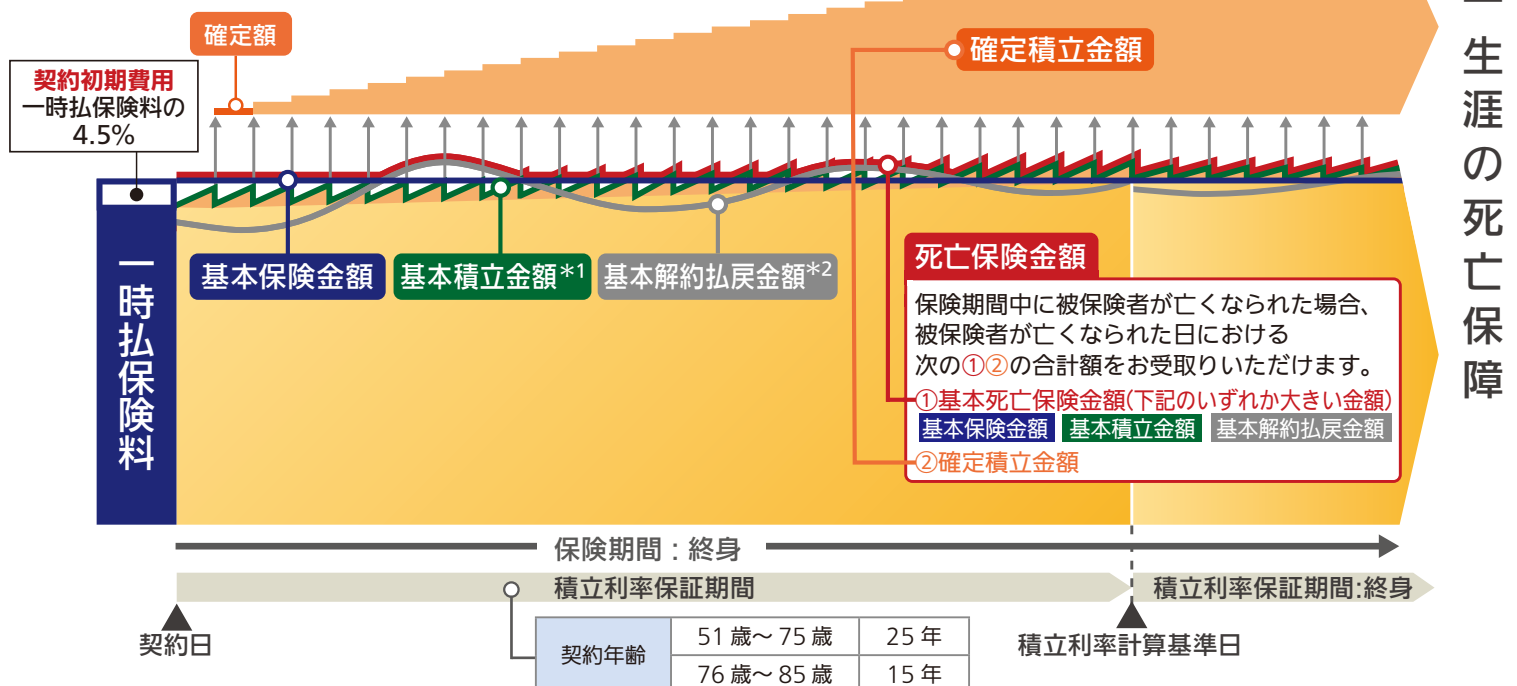 確定額
確定積立金額
契約初期費用
一時払保険料の
4.5%
一時払保険料
基本保険金額
基本積立金額*1
基本解約払戻金額*2
死亡保険金額
保険期間中に被保険者が亡くなられた場合、
被保険者が亡くなられた日における
次の①②の合計額をお受取りいただけます。
①基本死亡保険金額(下記のいずれか大きい金額)
基本保険金額 基本積立金額 基本解約払戻金額
②確定積立金額
生涯の死亡保障
保険期間：終身
積立利率保証期間
積立利率保証期間:終身
契約日
積立利率計算基準日
契約年齢
51歳～75歳 25年
76歳～85歳 15年